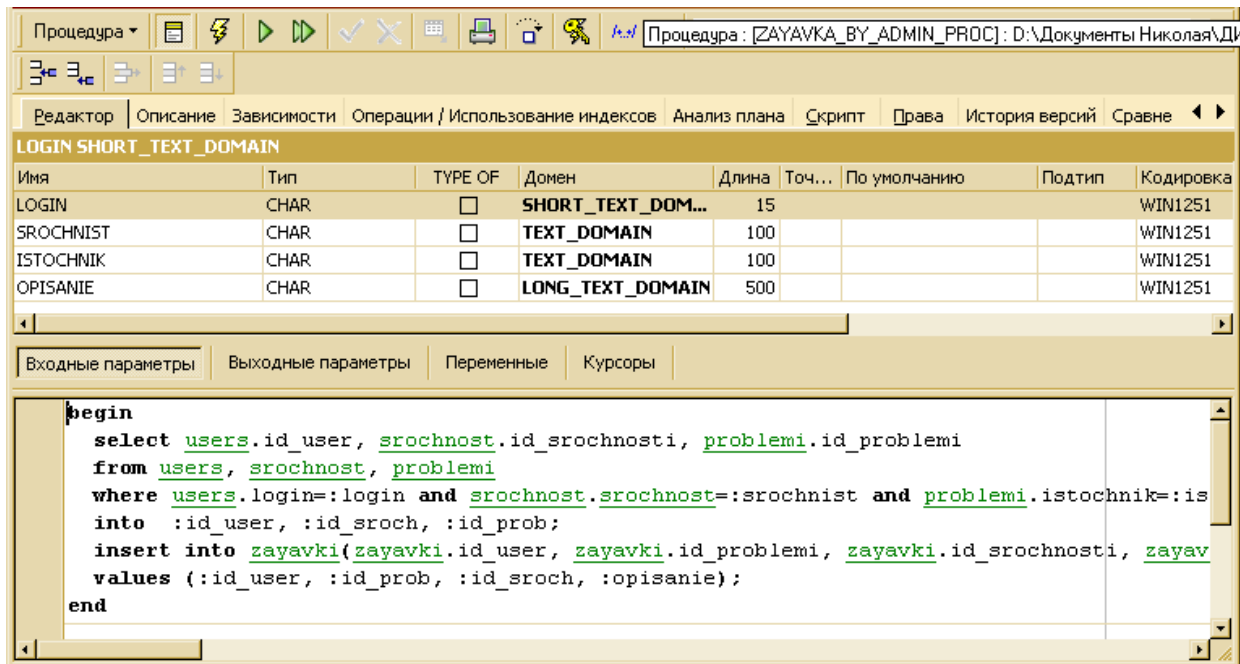 Процедура
Процедура : [ZAYAVKA_BY_ADMIN_PROC] : D:\Документы Николая\ДИ
Редактор Описание Зависимости Операции / Использование индексов Анализ плана Скрипт Права История версий Сравне
LOGIN SHORT_TEXT_DOMAIN
Имя Тип TYPE OF Домен Длина Точ... По умолчанию Подтип Кодировка
LOGIN CHAR SHORT_TEXT_DOM... 15 WIN1251
SROCHNIST CHAR TEXT_DOMAIN 100 WIN1251
ISTOCHNIK CHAR TEXT_DOMAIN 100 WIN1251
OPISANIE CHAR LONG_TEXT_DOMAIN 500 WIN1251
Входные параметры Выходные параметры Переменные Курсоры
begin
select users.id_user, srochnost.id_srochnosti, problemi.id_problemi
from users, srochnost, problemi
where users.login=:login and srochnost.srochnost=:srochnist and problemi.istochnik=:is
into :id_user, :id_sroch, :id_prob;
insert into zayavki(zayavki.id_user, zayavki.id_problemi, zayavki.id_srochnosti, zayav
values (:id_user, :id_prob, :id_sroch, :opisanie);
end